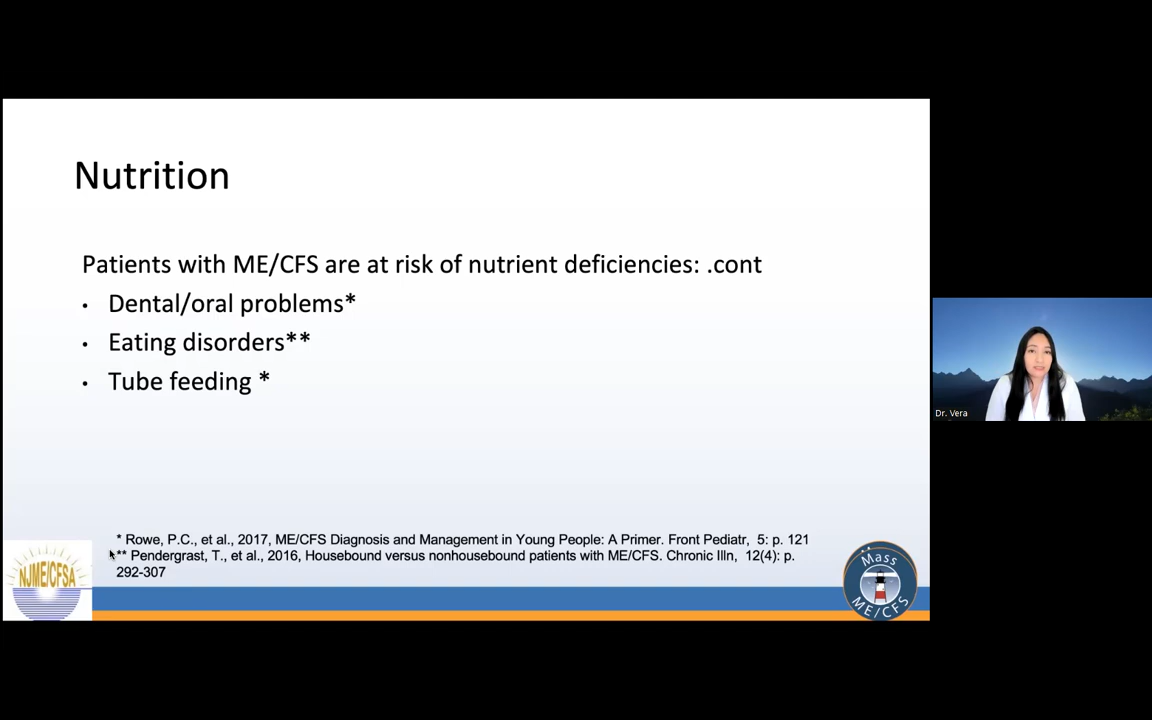 Nutrition
Patients with ME/CFS are at risk of nutrient deficiencies: .cont
• Dental/oral problems*
• Eating disorders**
• Tube feeding *
* Rowe, P.C., et al., 2017, ME/CFS Diagnosis and Management in Young People: A Primer. Front Pediatr, 5: p. 121
** Pendergrast, T., et al., 2016, Housebound versus nonhousebound patients with ME/CFS. Chronic Illn, 12(4): p.
292-307
NJME/CFSA
Mass
ME/CFS
Dr. Vera